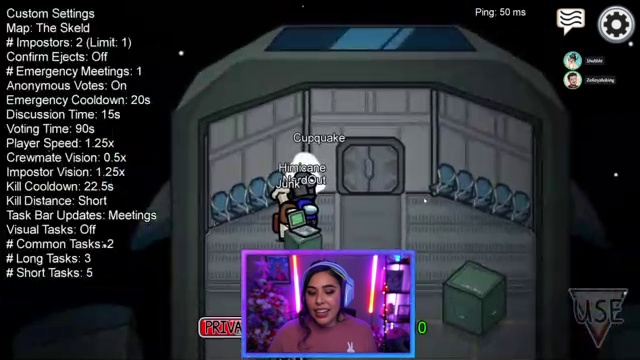 Custom Settings
Map: The Skeld
# Impostors: 2 (Limit: 1)
Confirm Ejects: Off
# Emergency Meetings: 1
Anonymous Votes: On
Emergency Cooldown: 20s
Discussion Time: 15s
Voting Time: 90s
Player Speed: 1.25x
Crewmate Vision: 0.5x
Impostor Vision: 1.25x
Kill Cooldown: 22.5s
Kill Distance: Short
Task Bar Updates: Meetings
Visual Tasks: Off
# Common Tasks: 2
# Long Tasks: 3
# Short Tasks: 5
Ping: 50 ms
Cupquake
Junk
PRIVA
0
USE